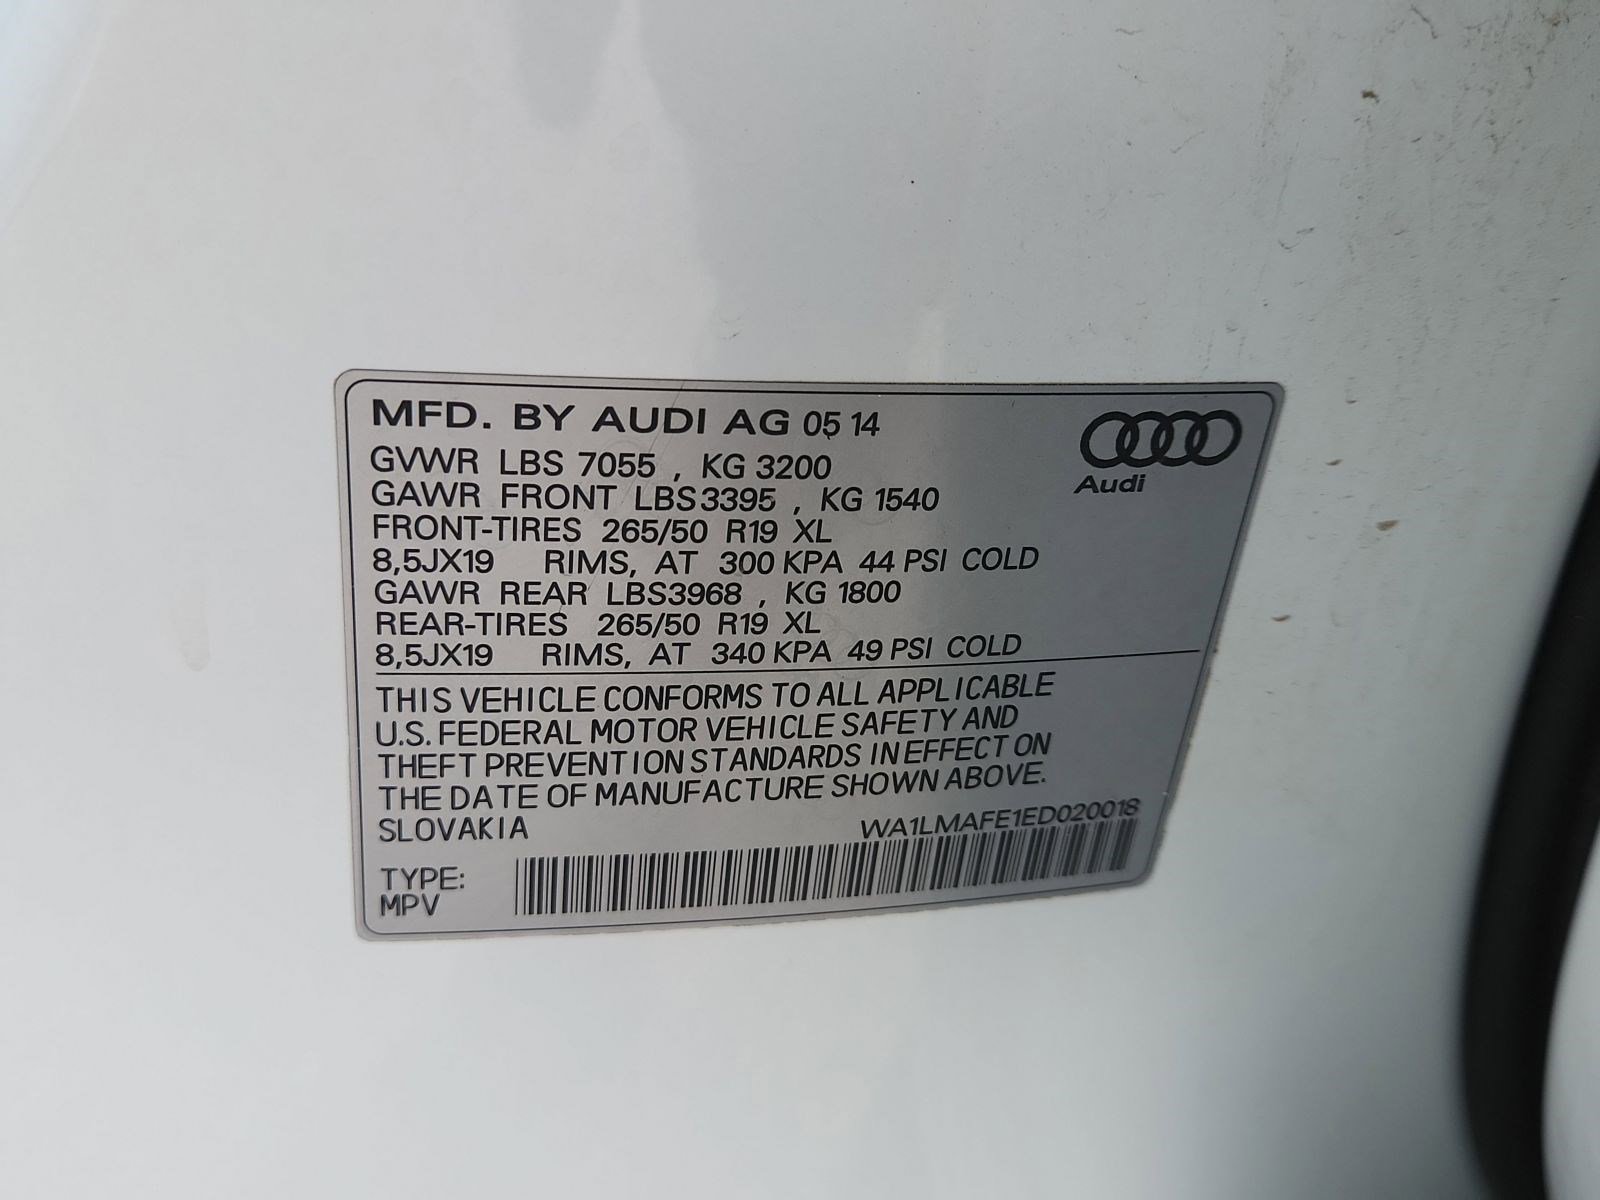 MFD. BY AUDI AG 05 14
Audi
GVWR LBS 7055 , KG 3200
GAWR FRONT LBS3395 , KG 1540
FRONT-TIRES 265/50 R19 XL
8,5JX19 RIMS, AT 300 KPA 44 PSI COLD
GAWR REAR LBS3968 , KG 1800
REAR-TIRES 265/50 R19 XL
8,5JX19 RIMS, AT 340 KPA 49 PSI COLD
THIS VEHICLE CONFORMS TO ALL APPLICABLE
U.S. FEDERAL MOTOR VEHICLE SAFETY AND
THEFT PREVENTION STANDARDS IN EFFECT ON
THE DATE OF MANUFACTURE SHOWN ABOVE.
SLOVAKIA WA1LMAFE1ED020018
TYPE:
MPV